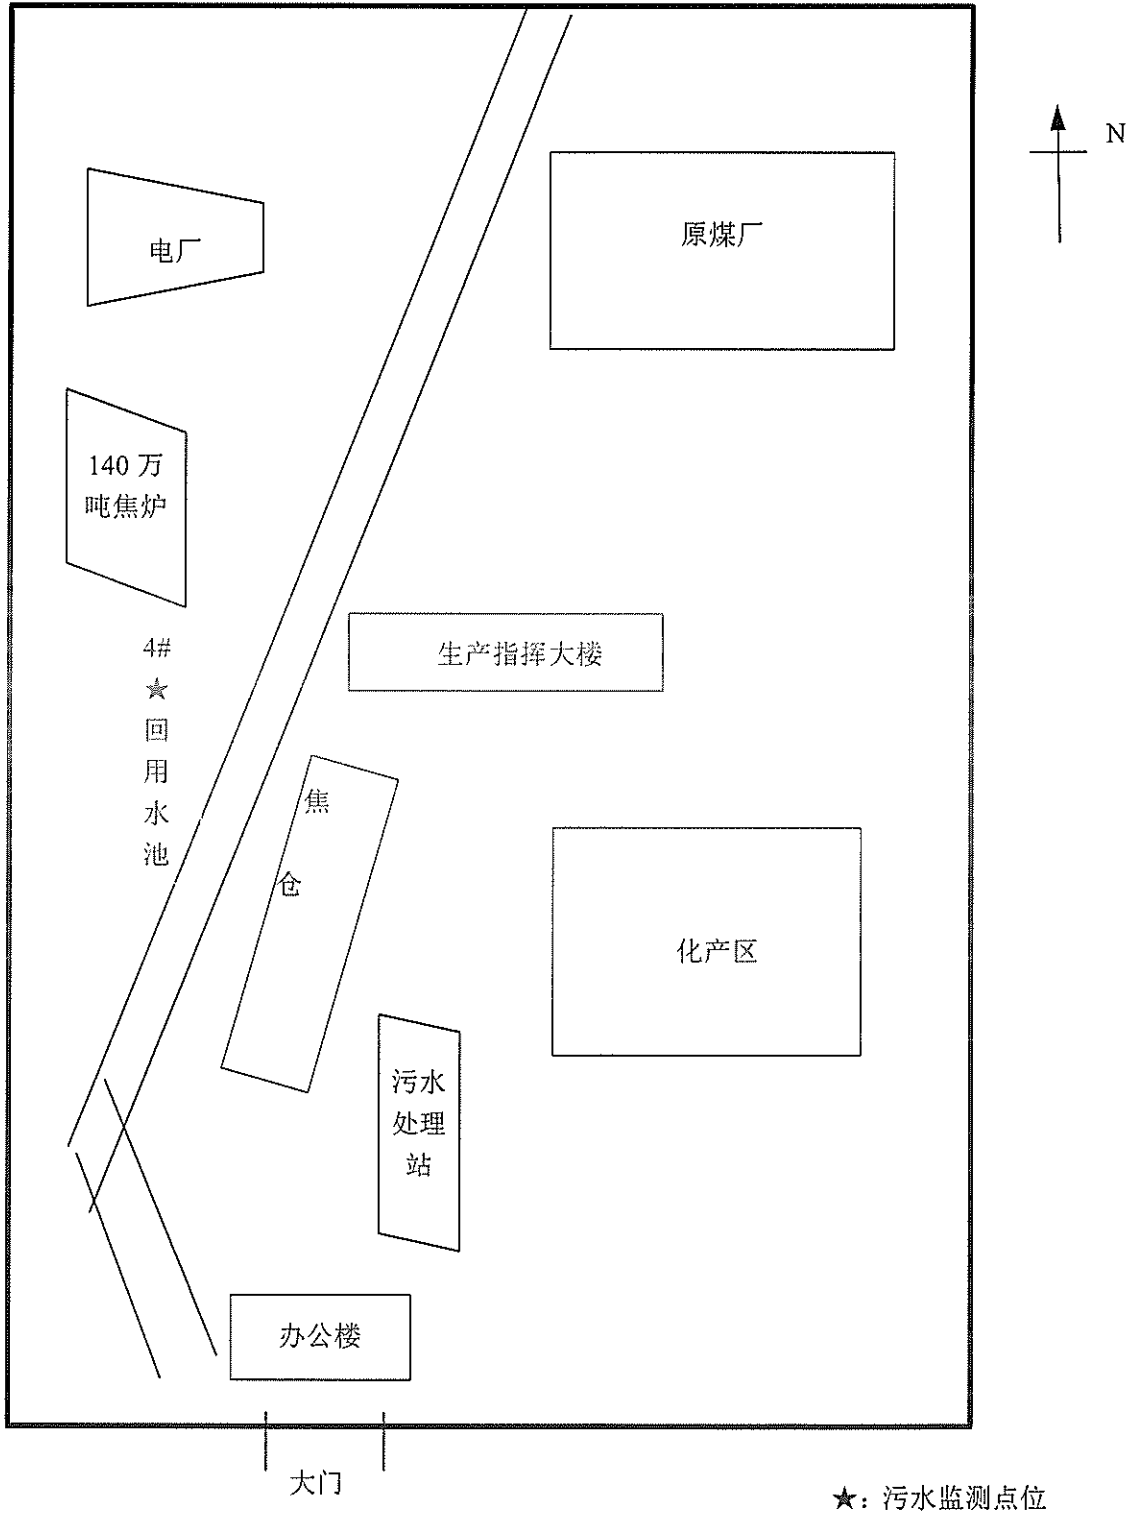 N
原煤厂
电厂
140 万
吨焦炉
4#
★
回
用
水
池
生产指挥大楼
焦
仓
化产区
污水
处理
站
办公楼
大门
★: 污水监测点位